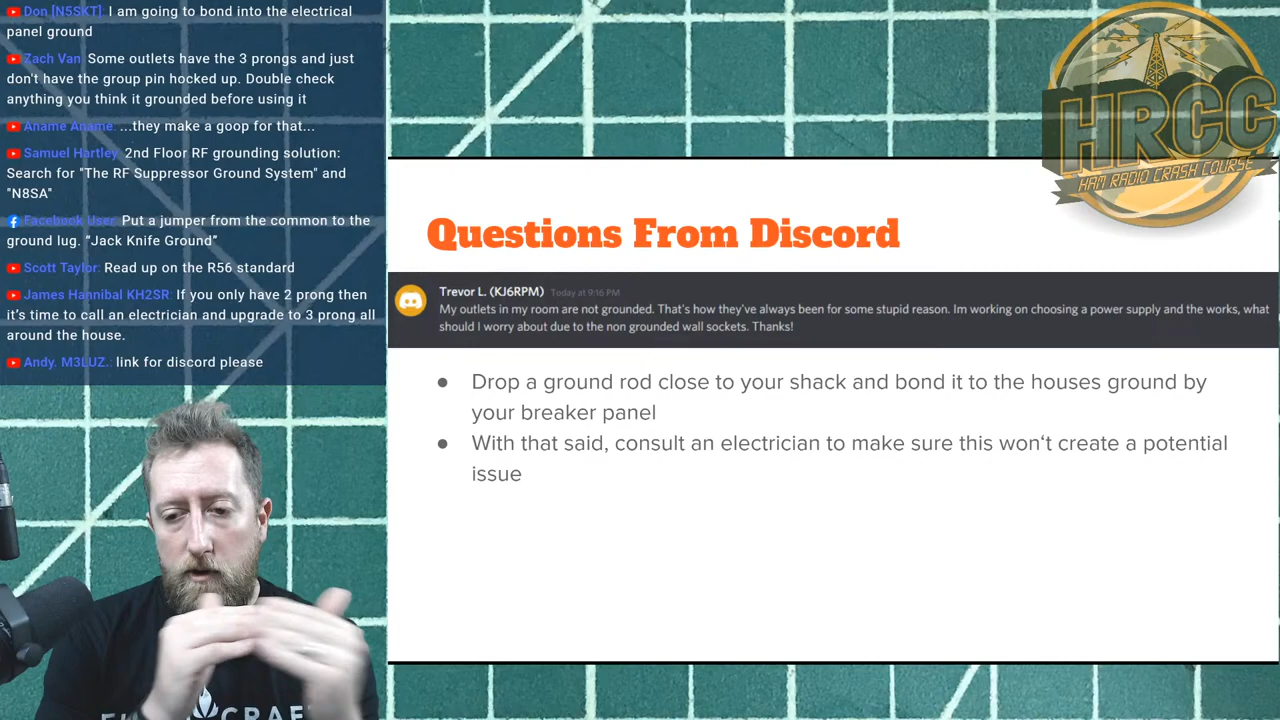 Don [N5SKT]: I am going to bond into the electrical
panel ground
Zach Van: Some outlets have the 3 prongs and just
don't have the group pin hocked up. Double check
anything you think it grounded before using it
Aname Aname: ...they make a goop for that...
Samuel Hartley: 2nd Floor RF grounding solution:
Search for "The RF Suppressor Ground System" and
"N8SA"
Facebook User: Put a jumper from the common to the
ground lug. “Jack Knife Ground”
Scott Taylor: Read up on the R56 standard
James Hannibal KH2SR: If you only have 2 prong then
it’s time to call an electrician and upgrade to 3 prong all
around the house.
Andy. M3LUZ.: link for discord please
HRCC
HAM RADIO CRASH COURSE
Questions From Discord
Trevor L. (KJ6RPM) Today at 9:16 PM
My outlets in my room are not grounded. That's how they've always been for some stupid reason. Im working on choosing a power supply and the works, what
should I worry about due to the non grounded wall sockets. Thanks!
● Drop a ground rod close to your shack and bond it to the houses ground by
your breaker panel
● With that said, consult an electrician to make sure this won‘t create a potential
issue